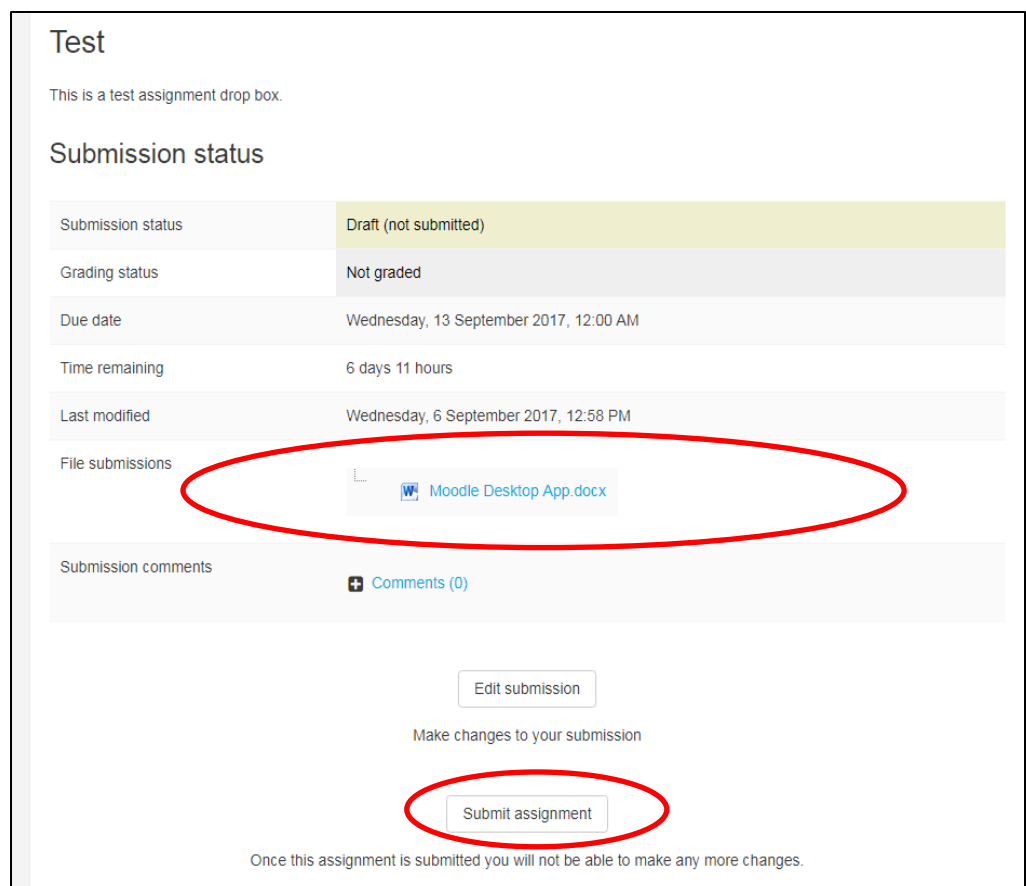 Test
This is a test assignment drop box.
Submission status
Submission status Draft (not submitted)
Grading status Not graded
Due date Wednesday, 13 September 2017, 12:00 AM
Time remaining 6 days 11 hours
Last modified Wednesday, 6 September 2017, 12:58 PM
File submissions
Moodle Desktop App.docx
Submission comments
Comments (0)
Edit submission
Make changes to your submission
Submit assignment
Once this assignment is submitted you will not be able to make any more changes.